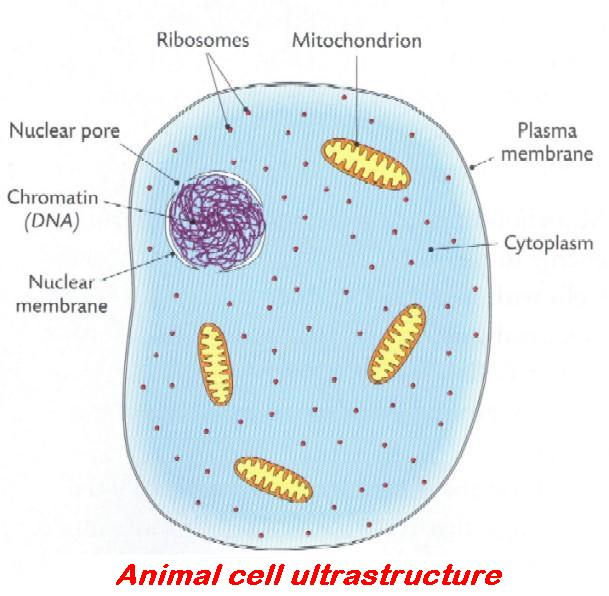 Ribosomes
Mitochondrion
Nuclear pore
Plasma
membrane
Chromatin
(DNA)
Cytoplasm
Nuclear
membrane
Animal cell ultrastructure